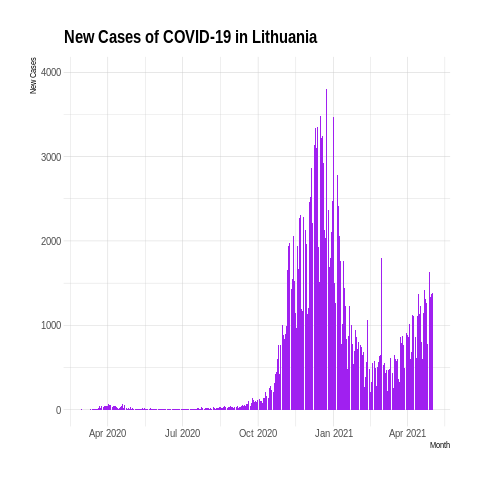 New Cases of COVID-19 in Lithuania
New Cases
4000
3000
2000
1000
0
Apr 2020 Jul 2020 Oct 2020 Jan 2021 Apr 2021
Month